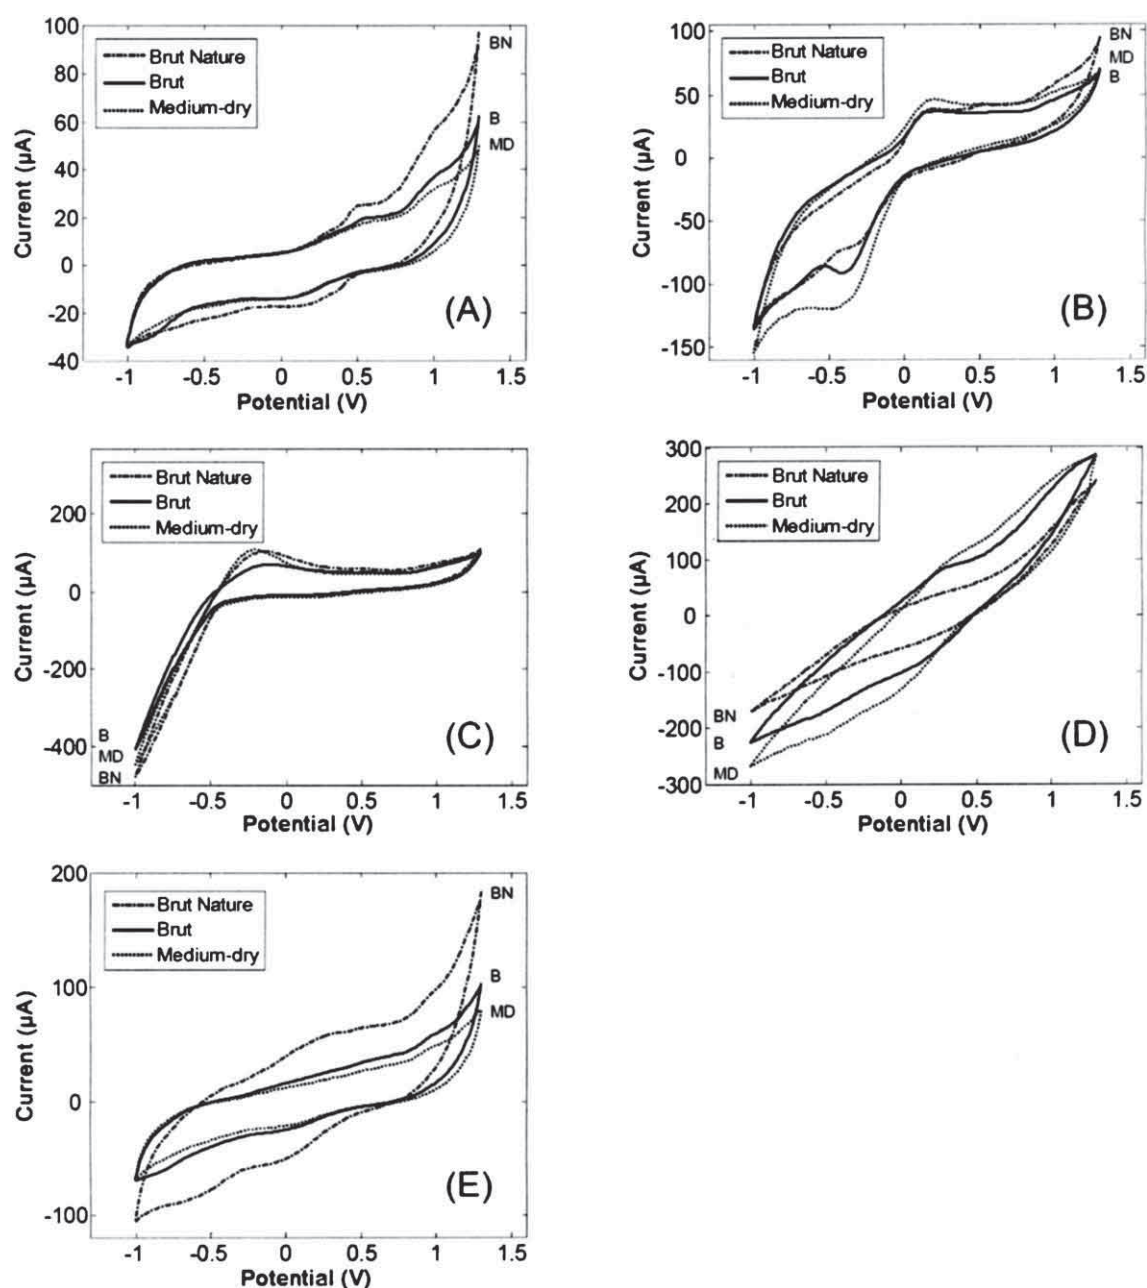 Current (µA)
100
80
60
40
20
0
-20
-40
Brut Nature
Brut
Medium-dry
BN
B
MD
(A)
-1 -0.5 0 0.5 1 1.5
Potential (V)
Current (µA)
100
50
0
-50
-100
-150
Brut Nature
Brut
Medium-dry
BN
MD
B
(B)
-1 -0.5 0 0.5 1 1.5
Potential (V)
Current (µA)
200
0
-200
-400
Brut Nature
Brut
Medium-dry
B
MD
BN
(C)
-1 -0.5 0 0.5 1 1.5
Potential (V)
Current (µA)
300
200
100
0
-100
-200
-300
Brut Nature
Brut
Medium-dry
BN
B
MD
(D)
-1 -0.5 0 0.5 1 1.5
Potential (V)
Current (µA)
200
100
0
-100
Brut Nature
Brut
Medium-dry
BN
B
MD
(E)
-1 -0.5 0 0.5 1 1.5
Potential (V)